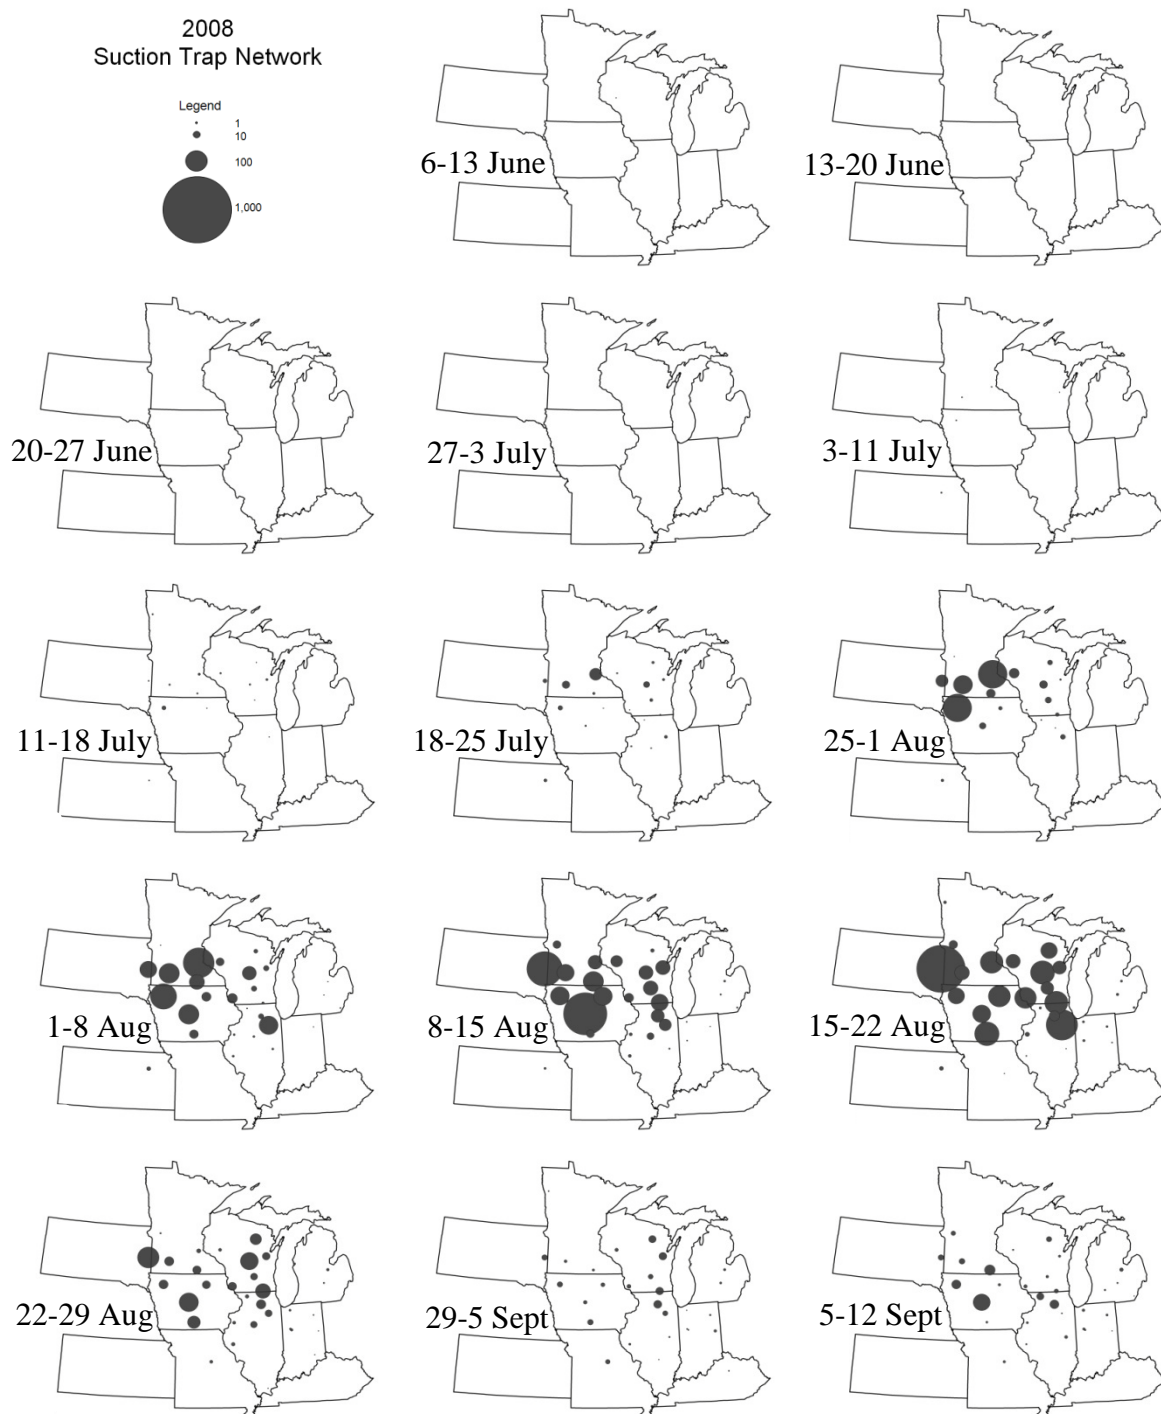 2008
Suction Trap Network
Legend
1
10
100
1,000
6-13 June
13-20 June
20-27 June
27-3 July
3-11 July
11-18 July
18-25 July
25-1 Aug
1-8 Aug
8-15 Aug
15-22 Aug
22-29 Aug
29-5 Sept
5-12 Sept